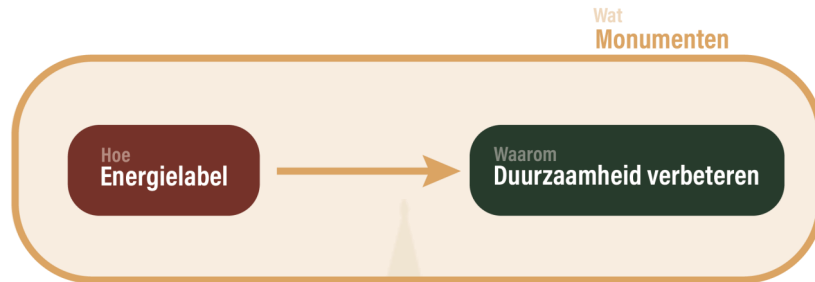 Wat
Monumenten
Hoe
Energielabel
Waarom
Duurzaamheid verbeteren